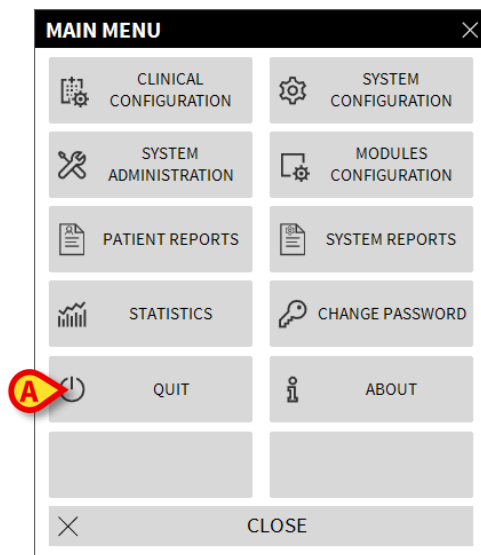 MAIN MENU
CLINICAL
CONFIGURATION
SYSTEM
CONFIGURATION
SYSTEM
ADMINISTRATION
MODULES
CONFIGURATION
PATIENT REPORTS
SYSTEM REPORTS
STATISTICS
CHANGE PASSWORD
A
QUIT
ABOUT
CLOSE